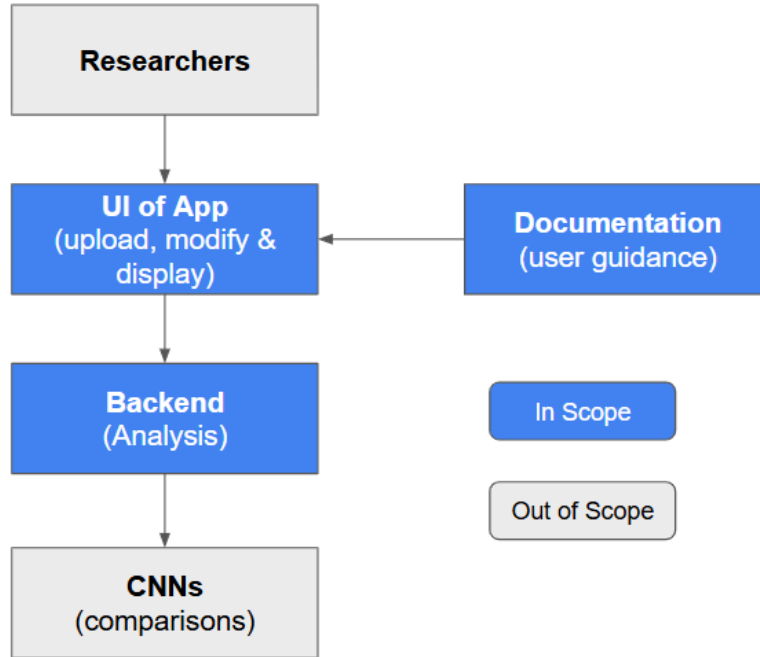 Researchers
UI of App
(upload, modify &
display)
Documentation
(user guidance)
Backend
(Analysis)
In Scope
Out of Scope
CNNs
(comparisons)